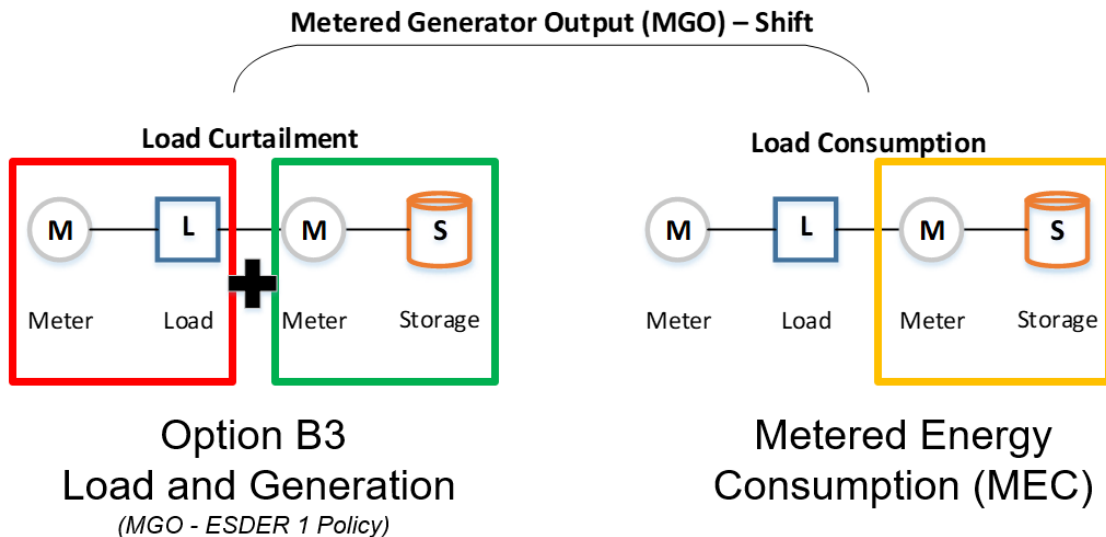 Metered Generator Output (MGO) – Shift
Load Curtailment
Load Consumption
M L M S
M L M S
Meter Load Meter Storage
Meter Load Meter Storage
Option B3
Load and Generation
(MGO - ESDER 1 Policy)
Metered Energy
Consumption (MEC)